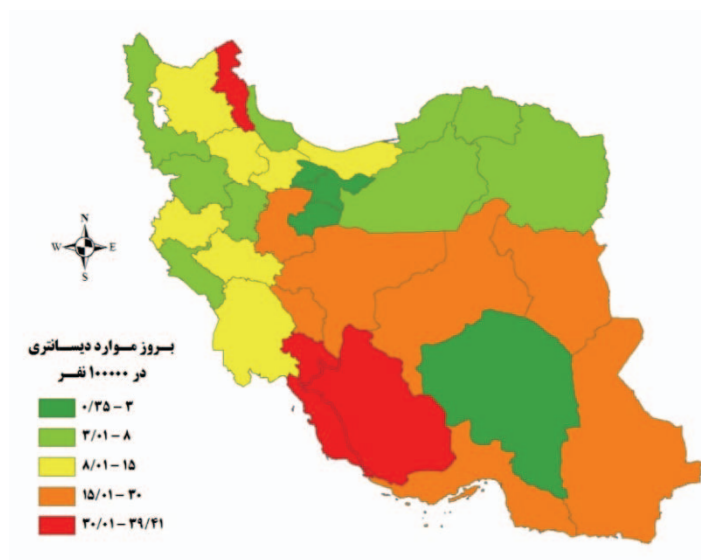 N
W E
S
بروز موارد دیسانتری
در ۱۰۰۰۰۰ نفر
۰/۳۵ – ۳
۳/۰۱ – ۸
۸/۰۱ – ۱۵
۱۵/۰۱ – ۳۰
۳۰/۰۱ – ۳۹/۴۱